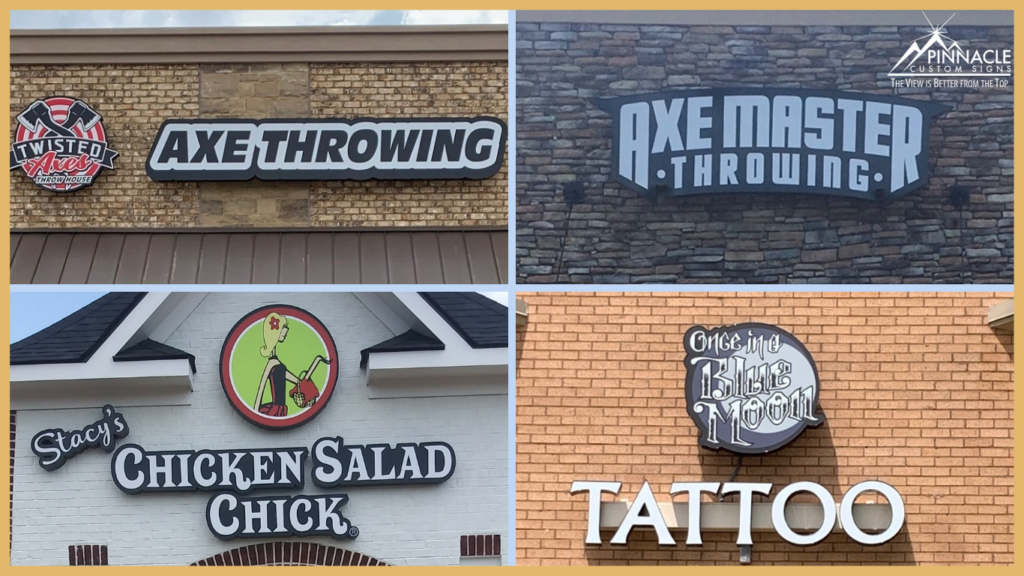 TWISTED
Axes
THROW HOUSE
AXE THROWING
PINNACLE
CUSTOM SIGNS
THE VIEW IS BETTER FROM THE TOP
AXE MASTER
• THROWING •
Stacy's
CHICKEN SALAD
CHICK®
Once in a
Blue
Moon
TATTOO